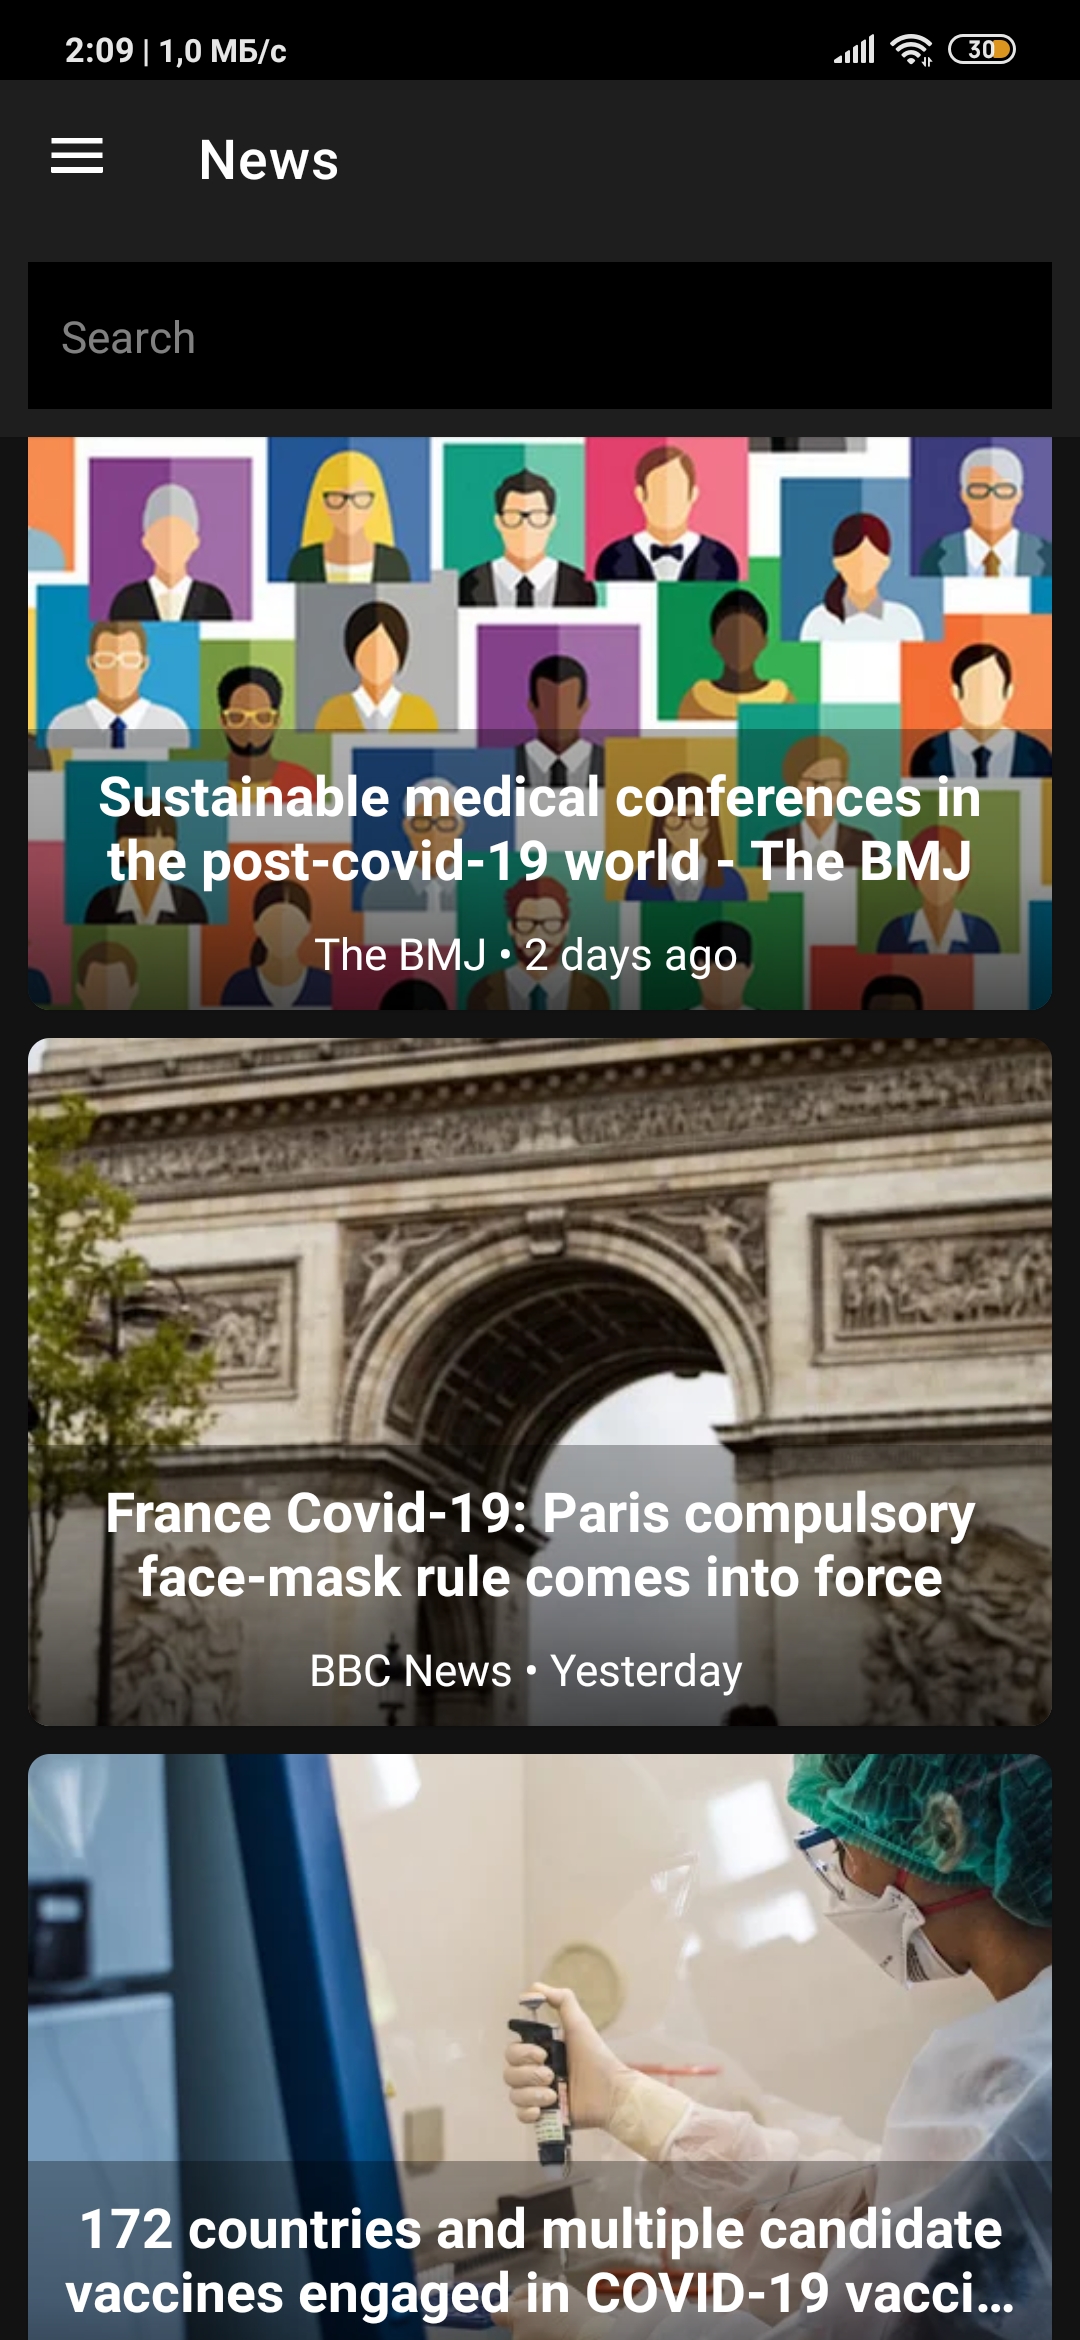 2:09 | 1,0 МБ/с
30
News
Search
Sustainable medical conferences in
the post-covid-19 world - The BMJ
The BMJ • 2 days ago
France Covid-19: Paris compulsory
face-mask rule comes into force
BBC News • Yesterday
172 countries and multiple candidate
vaccines engaged in COVID-19 vacci...